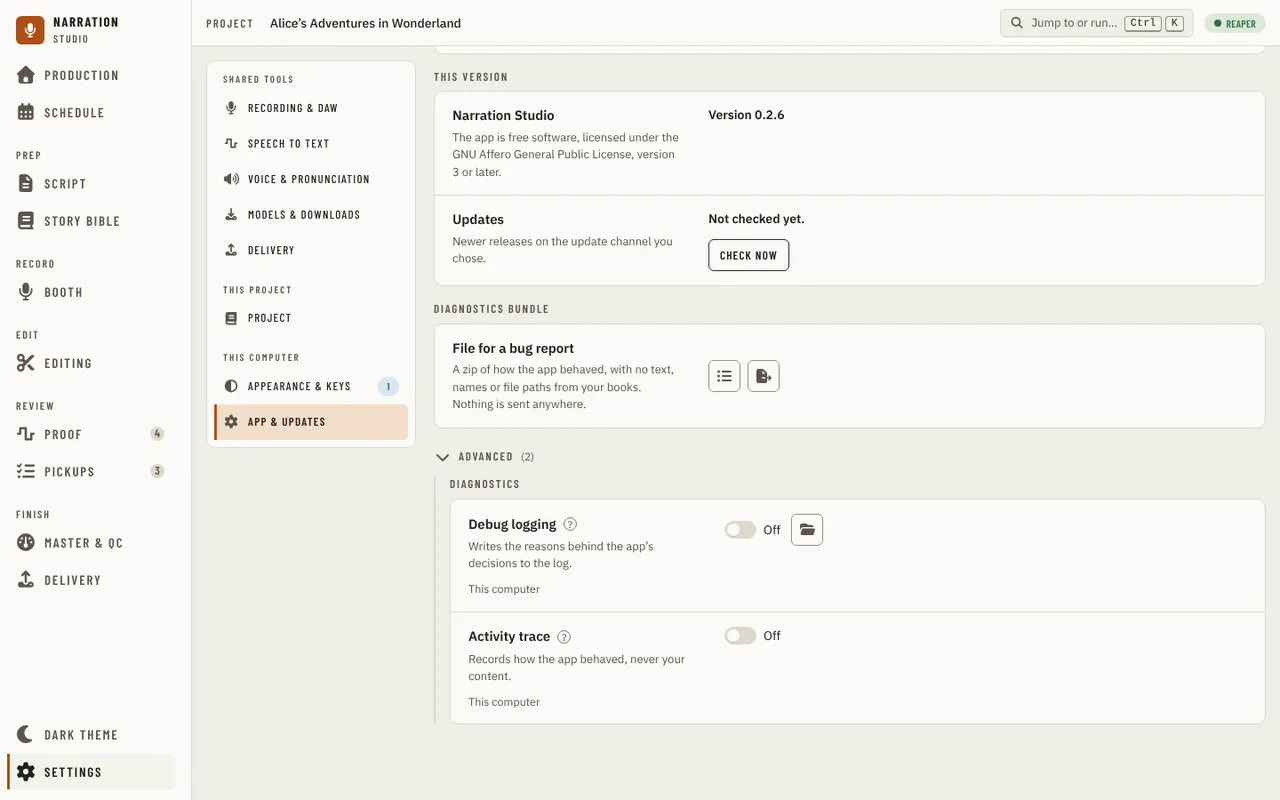 NARRATION
STUDIO
PRODUCTION
SCHEDULE
PREP
SCRIPT
STORY BIBLE
RECORD
BOOTH
EDIT
EDITING
REVIEW
PROOF 4
PICKUPS 3
FINISH
MASTER & QC
DELIVERY
DARK THEME
SETTINGS
PROJECT Alice’s Adventures in Wonderland
Jump to or run… Ctrl K
REAPER
SHARED TOOLS
RECORDING & DAW
SPEECH TO TEXT
VOICE & PRONUNCIATION
MODELS & DOWNLOADS
DELIVERY
THIS PROJECT
PROJECT
THIS COMPUTER
APPEARANCE & KEYS 1
APP & UPDATES
THIS VERSION
Narration Studio
The app is free software, licensed under the
GNU Affero General Public License, version
3 or later.
Version 0.2.6
Updates
Newer releases on the update channel you
chose.
Not checked yet.
CHECK NOW
DIAGNOSTICS BUNDLE
File for a bug report
A zip of how the app behaved, with no text,
names or file paths from your books.
Nothing is sent anywhere.
ADVANCED (2)
DIAGNOSTICS
Debug logging ?
Writes the reasons behind the app’s
decisions to the log.
This computer
Off
Activity trace ?
Records how the app behaved, never your
content.
This computer
Off